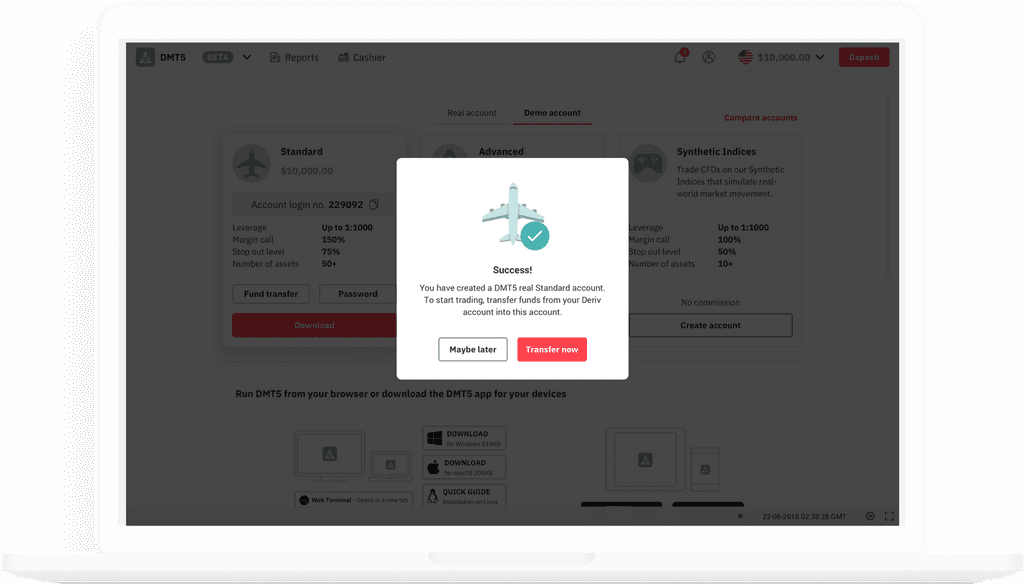 DMT5 BETA Reports Cashier 1 $10,000.00 Deposit
Real account Demo account Compare accounts
Standard
$10,000.00
Account login no. 229092
Leverage Up to 1:1000
Margin call 150%
Stop out level 75%
Number of assets 50+
Fund transfer Password
Download
Advanced
Success!
You have created a DMT5 real Standard account.
To start trading, transfer funds from your Deriv
account into this account.
Maybe later Transfer now
Synthetic Indices
Trade CFDs on our Synthetic
Indices that simulate real-
world market movement.
Leverage Up to 1:1000
Margin call 100%
Stop out level 50%
Number of assets 10+
No commission
Create account
Run DMT5 from your browser or download the DMT5 app for your devices
Web Terminal - Opens in a new tab
DOWNLOAD
for Windows 514KB
DOWNLOAD
for macOS 395KB
QUICK GUIDE
Installation on Linux
22-06-2018 02:38:28 GMT